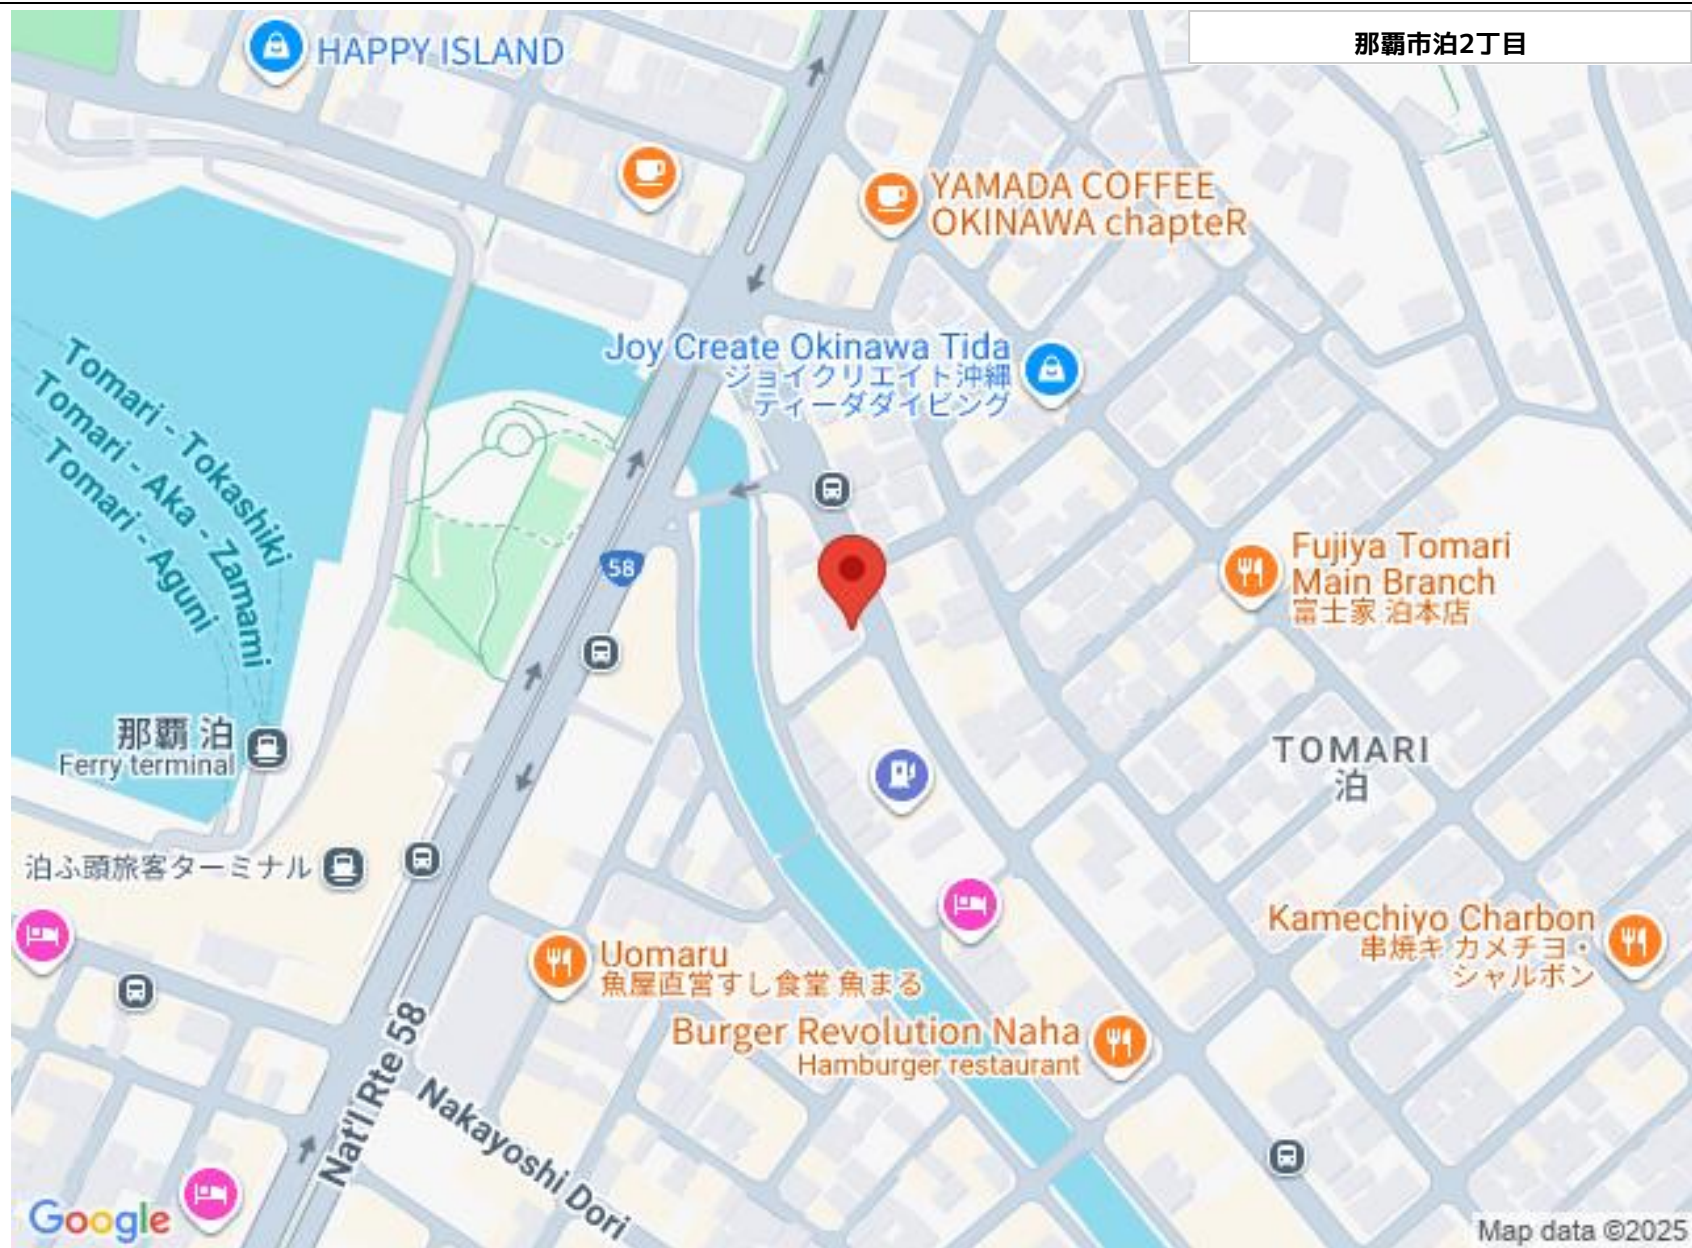 那覇市泊2丁目
HAPPY ISLAND
YAMADA COFFEE
OKINAWA chapteR
Joy Create Okinawa Tida
ジョイクリエイト沖縄
ティーダダイビング
Tomari - Tokashiki
Tomari - Aka - Zamami
Tomari - Aguni
58
Fujiya Tomari
Main Branch
富士家 泊本店
那覇 泊
Ferry terminal
TOMARI
泊
泊ふ頭旅客ターミナル
Kamechiyo Charbon
串焼キ カメチヨ・
シャルボン
Uomaru
魚屋直営すし食堂 魚まる
Burger Revolution Naha
Hamburger restaurant
Nat'l Rte 58
Nakayoshi Dori
Google
Map data ©2025